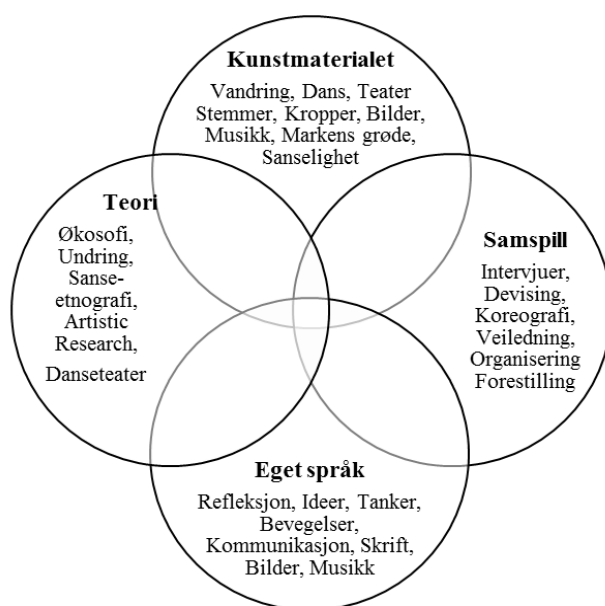 Kunstmaterialet
Vandring, Dans, Teater
Stemmer, Kropper, Bilder,
Musikk, Markens grøde,
Sanselighet
Teori
Økosofi,
Undring,
Sanse-
etnografi,
Artistic
Research,
Danseteater
Samspill
Intervjuer,
Devising,
Koreografi,
Veiledning,
Organisering
Forestilling
Eget språk
Refleksjon, Ideer, Tanker,
Bevegelser,
Kommunikasjon, Skrift,
Bilder, Musikk